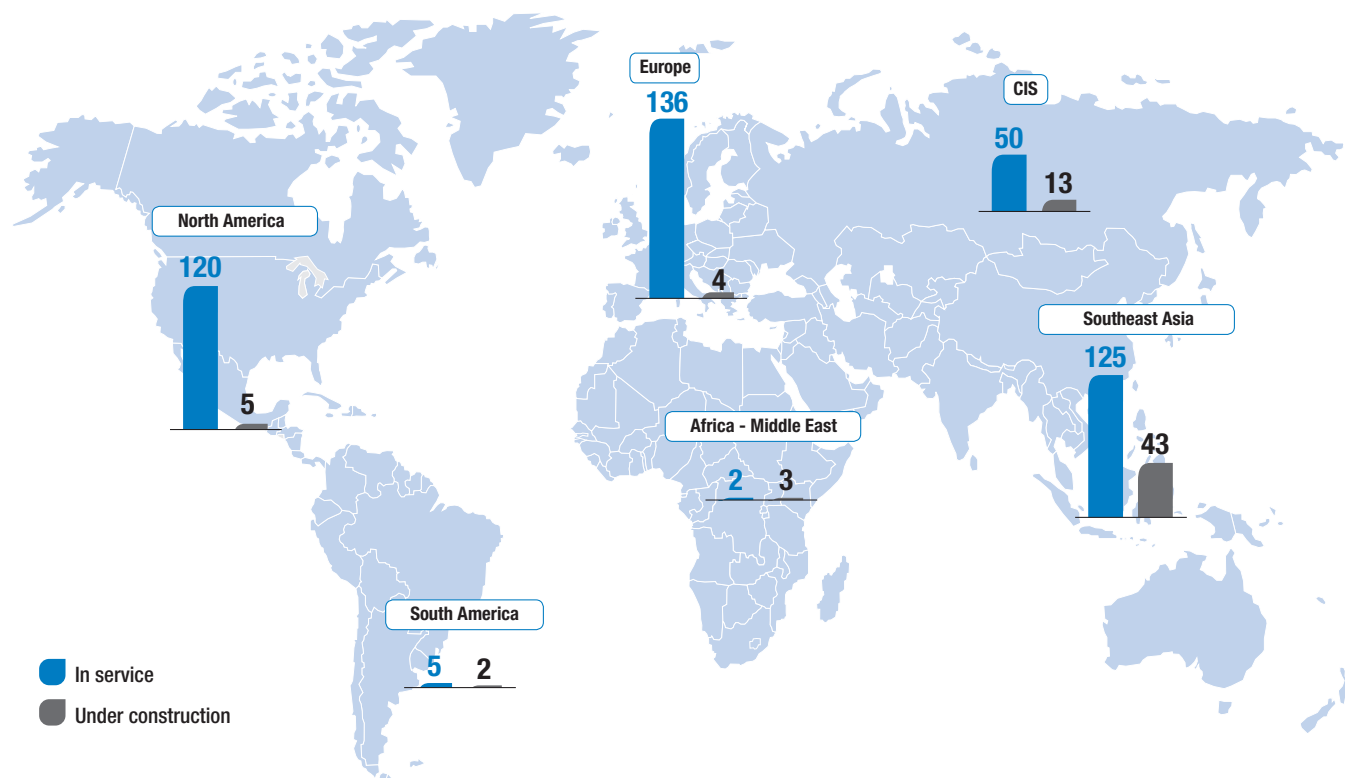 Europe
136
4
CIS
50
13
North America
120
5
Southeast Asia
125
43
Africa - Middle East
2
3
South America
5
2
In service
Under construction